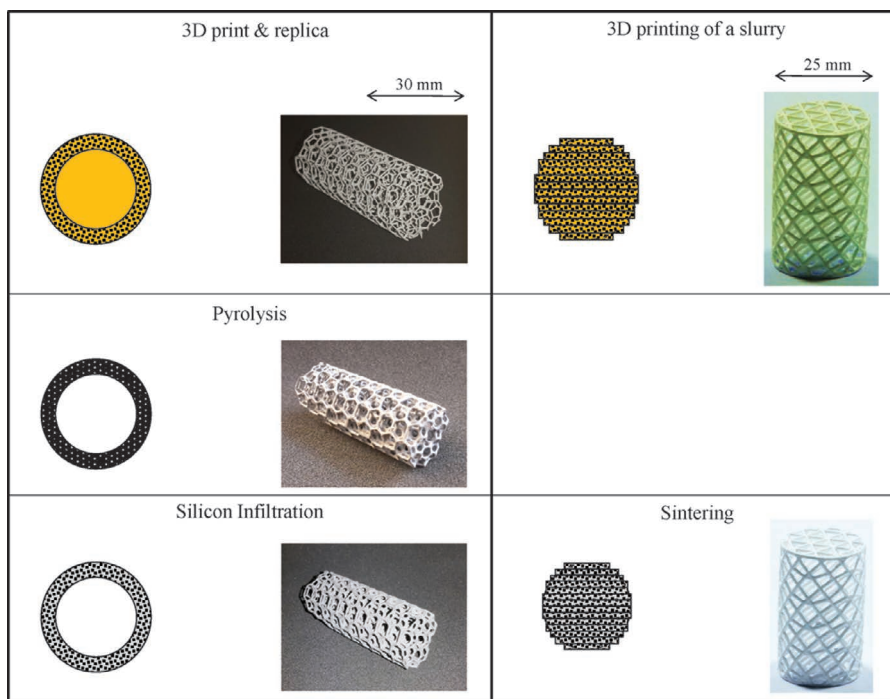 3D print & replica
3D printing of a slurry
30 mm
25 mm
Pyrolysis
Silicon Infiltration
Sintering